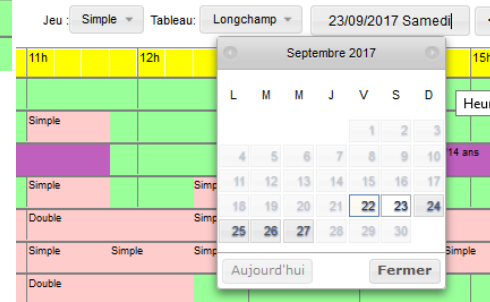 Jeu : Simple Tableau: Longchamp 23/09/2017 Samedi
11h 12h 15h
Septembre 2017
L M M J V S D
Heur
1 2 3
Simple
4 5 6 7 8 9 10
14 ans
11 12 13 14 15 16 17
Simple Simp
18 19 20 21 22 23 24
Double Simp
25 26 27 28 29 30
Simple Simple Simp Simple
Aujourd'hui Fermer
Double